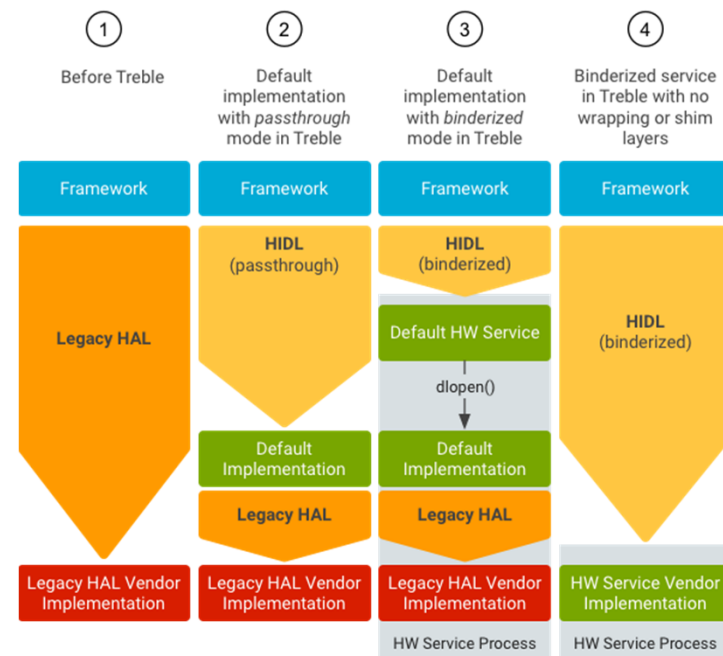 1
Before Treble
2
Default
implementation
with passthrough
mode in Treble
3
Default
implementation
with binderized
mode in Treble
4
Binderized service
in Treble with no
wrapping or shim
layers
Framework
Framework
Framework
Framework
Legacy HAL
HIDL
(passthrough)
HIDL
(binderized)
HIDL
(binderized)
Default HW Service
dlopen()
Default
Implementation
Default
Implementation
Legacy HAL
Legacy HAL
Legacy HAL Vendor
Implementation
Legacy HAL Vendor
Implementation
Legacy HAL Vendor
Implementation
HW Service Vendor
Implementation
HW Service Process
HW Service Process